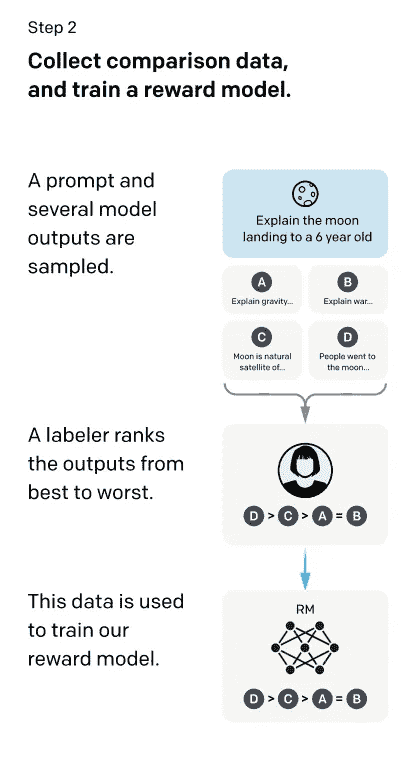 Step 2
Collect comparison data,
and train a reward model.
A prompt and
several model
outputs are
sampled.
Explain the moon
landing to a 6 year old
A
Explain gravity...
B
Explain war...
C
Moon is natural
satellite of...
D
People went to
the moon...
A labeler ranks
the outputs from
best to worst.
D > C > A = B
This data is used
to train our
reward model.
RM
D > C > A = B